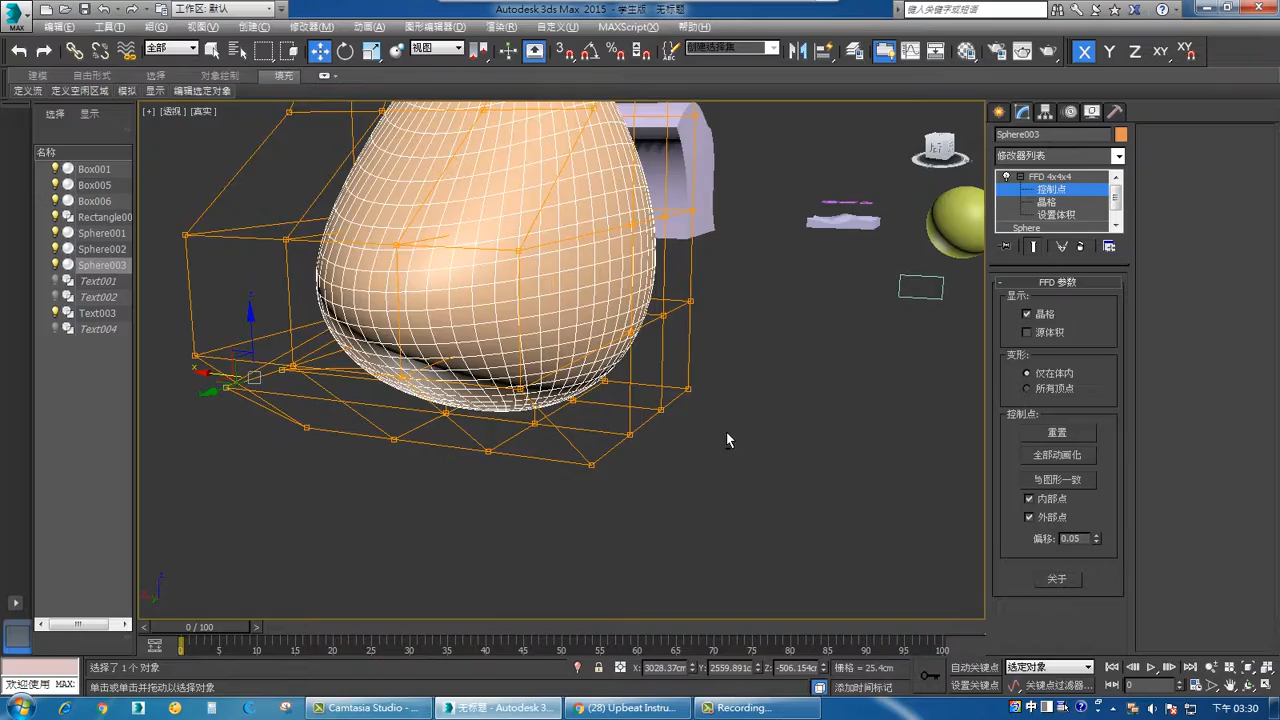 工作区: 默认
Autodesk 3ds Max 2015 - 学生版 无标题
键入关键字或短语
MAX
编辑(E) 工具(T) 组(G) 视图(V) 创建(C) 修改器(M) 动画(A) 图形编辑器(D) 渲染(R) 自定义(U) MAXScript(X) 帮助(H)
全部
视图
创建选择集
X Y Z XY XY
建模 自由形式 选择 对象绘制 填充
定义流 定义空闲区域 模拟 显示 编辑选定对象
选择 显示
名称
Box001
Box005
Box006
Rectangle00
Sphere001
Sphere002
Sphere003
Text001
Text002
Text003
Text004
[+] [透视] [真实]
Sphere003
修改器列表
FFD 4x4x4
控制点
晶格
设置体积
Sphere
FFD 参数
显示:
晶格
源体积
变形:
仅在体内
所有顶点
控制点:
重置
全部动画化
与图形一致
内部点
外部点
偏移: 0.05
关于
0 / 100
0 5 10 15 20 25 30 35 40 45 50 55 60 65 70 75 80 85 90 95 100
选择了 1 个对象
X: 3028.37cm Y: 2559.891c Z: -506.154cm 栅格 = 25.4cm
自动关键点 选定对象
欢迎使用 MAX:
单击或单击并拖动以选择对象
添加时间标记
设置关键点 关键点过滤器...
0
Camtasia Studio - ...
无标题 - Autodesk 3...
(28) Upbeat Instru...
Recording...
下午 03:30